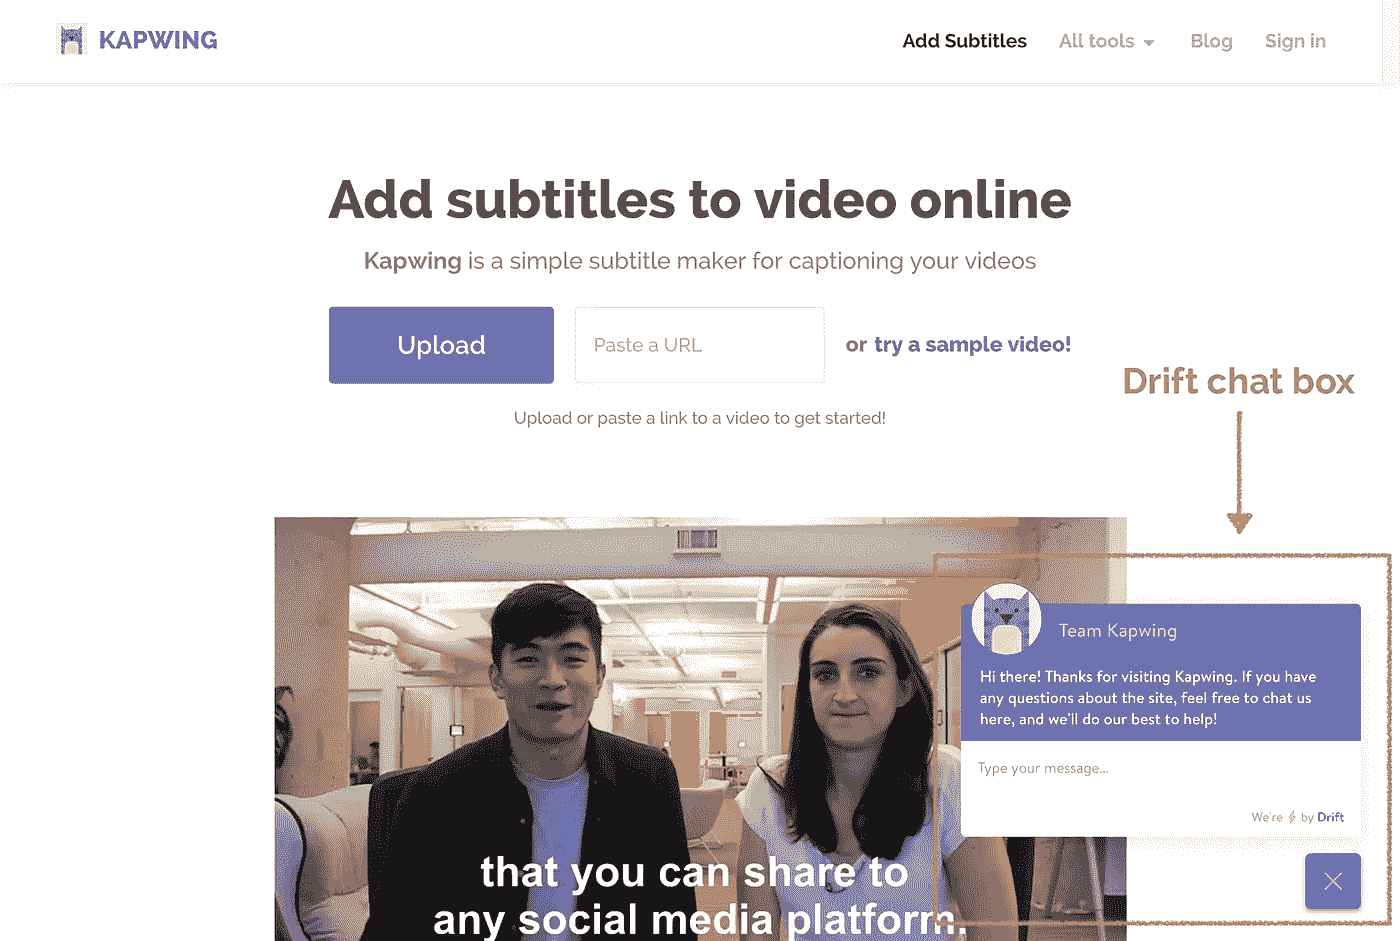 KAPWING
Add Subtitles
All tools
Blog
Sign in
Add subtitles to video online
Kapwing is a simple subtitle maker for captioning your videos
Upload
Paste a URL
or try a sample video!
Upload or paste a link to a video to get started!
Drift chat box
Team Kapwing
Hi there! Thanks for visiting Kapwing. If you have
any questions about the site, feel free to chat us
here, and we'll do our best to help!
Type your message...
We're ⚡ by Drift
that you can share to
any social media platform.